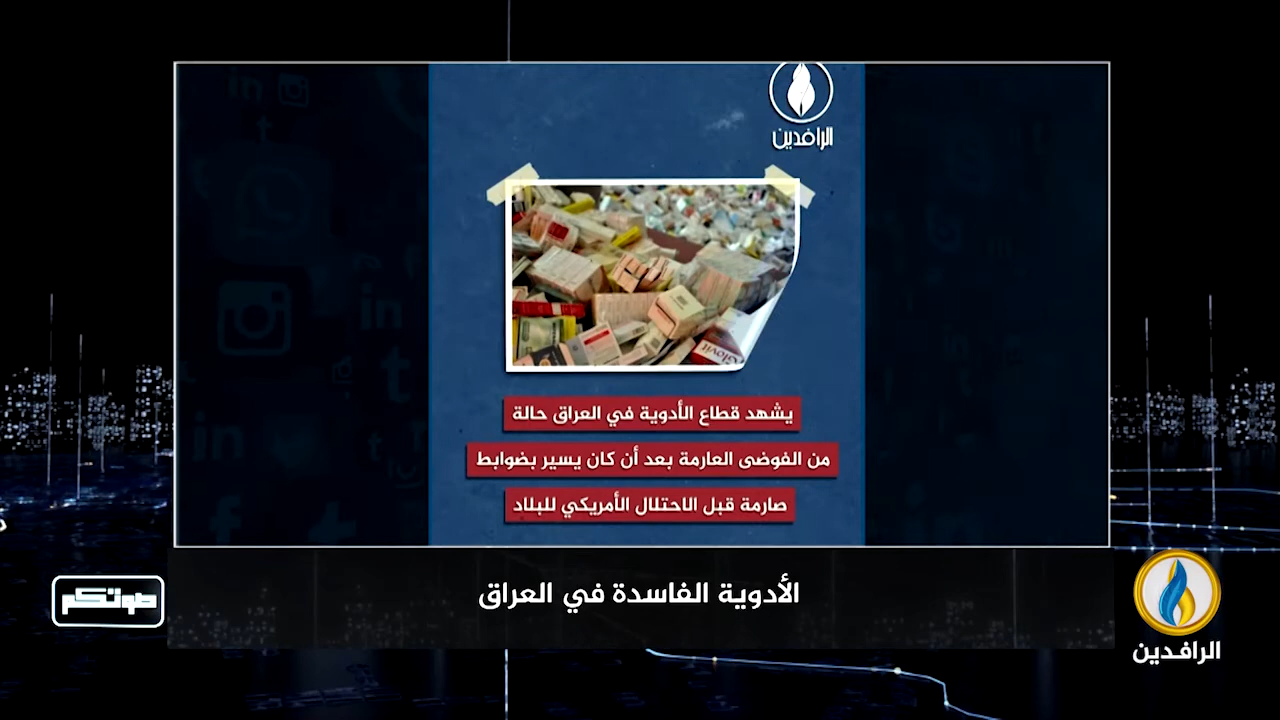 الرافدين
Glovit
يشهد قطاع الأدوية في العراق حالة
من الفوضى العارمة بعد أن كان يسير بضوابط
صارمة قبل الاحتلال الأمريكي للبلاد
الأدوية الفاسدة في العراق
صوتكم
الرافدين